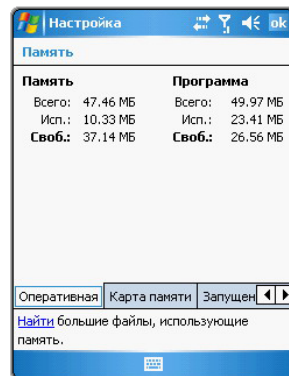 Настройка ok
Память
Память Программа
Всего: 47.46 МБ Всего: 49.97 МБ
Исп.: 10.33 МБ Исп.: 23.41 МБ
Своб.: 37.14 МБ Своб.: 26.56 МБ
Оперативная Карта памяти Запущен
Найти большие файлы, использующие
память.